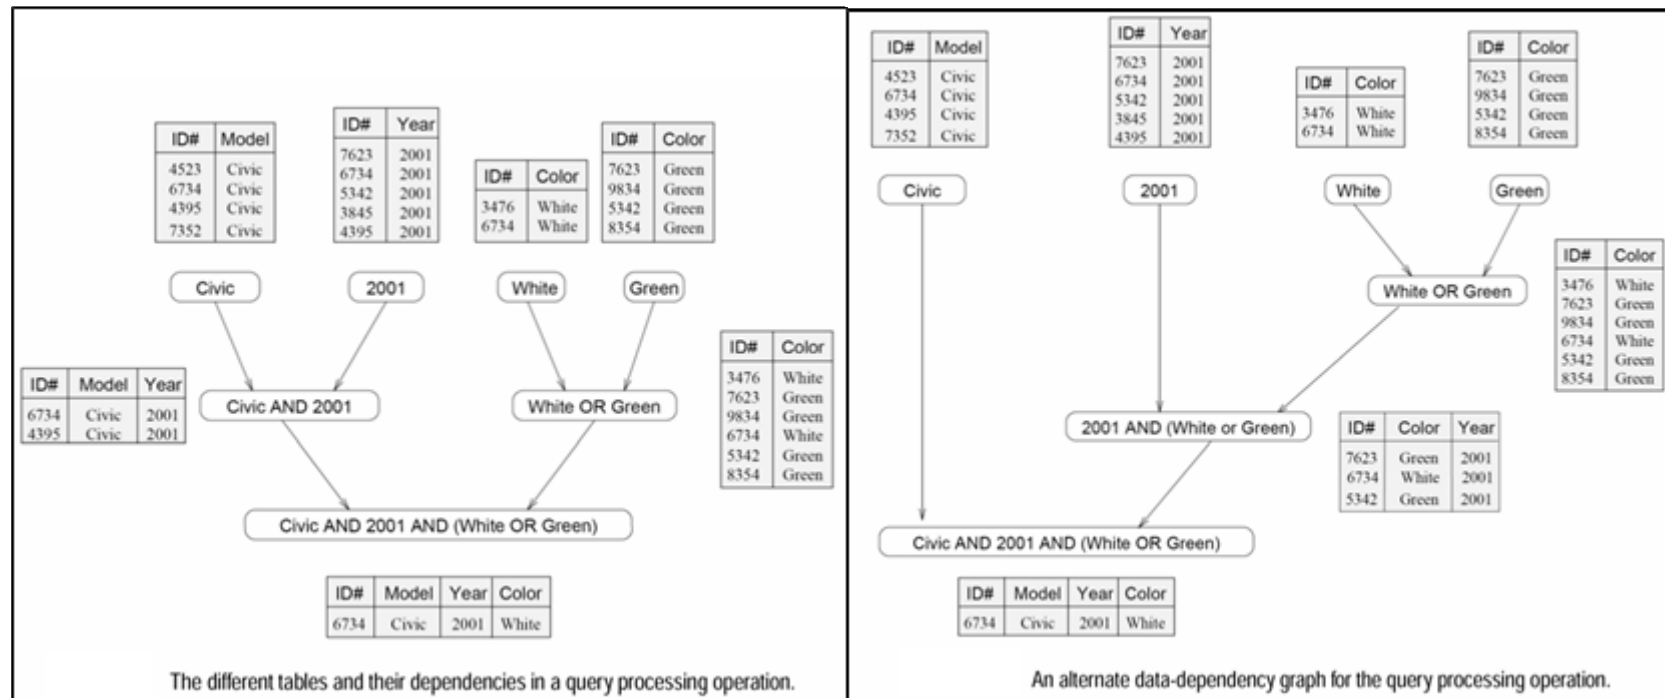 ID# Model
4523 Civic
6734 Civic
4395 Civic
7352 Civic
ID# Year
7623 2001
6734 2001
5342 2001
3845 2001
4395 2001
ID# Color
3476 White
6734 White
ID# Color
7623 Green
9834 Green
5342 Green
8354 Green
Civic
2001
White
Green
ID# Model Year
6734 Civic 2001
4395 Civic 2001
Civic AND 2001
White OR Green
ID# Color
3476 White
7623 Green
9834 Green
6734 White
5342 Green
8354 Green
Civic AND 2001 AND (White OR Green)
ID# Model Year Color
6734 Civic 2001 White
The different tables and their dependencies in a query processing operation.
ID# Model
4523 Civic
6734 Civic
4395 Civic
7352 Civic
ID# Year
7623 2001
6734 2001
5342 2001
3845 2001
4395 2001
ID# Color
3476 White
6734 White
ID# Color
7623 Green
9834 Green
5342 Green
8354 Green
Civic
2001
White
Green
White OR Green
ID# Color
3476 White
7623 Green
9834 Green
6734 White
5342 Green
8354 Green
2001 AND (White or Green)
ID# Color Year
7623 Green 2001
6734 White 2001
5342 Green 2001
Civic AND 2001 AND (White OR Green)
ID# Model Year Color
6734 Civic 2001 White
An alternate data-dependency graph for the query processing operation.